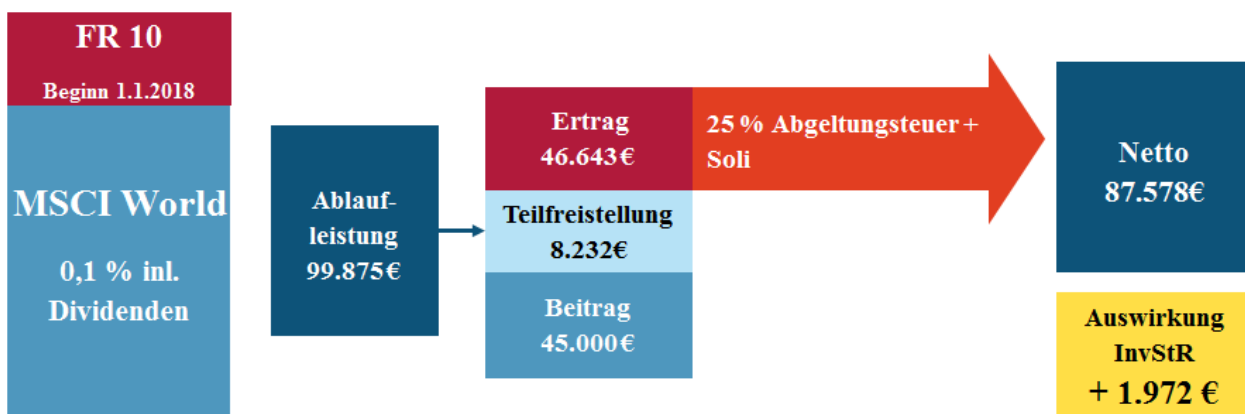 FR 10
Beginn 1.1.2018
MSCI World
0,1 % inl.
Dividenden
Ablauf-
leistung
99.875€
Ertrag
46.643€
Teilfreistellung
8.232€
Beitrag
45.000€
25 % Abgeltungsteuer +
Soli
Netto
87.578€
Auswirkung
InvStR
+ 1.972 €